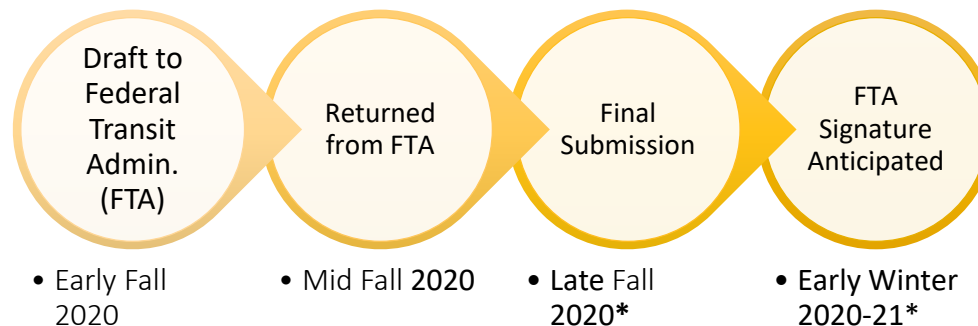 Draft to
Federal
Transit
Admin.
(FTA)
Returned
from FTA
Final
Submission
FTA
Signature
Anticipated
• Early Fall
2020
• Mid Fall 2020
• Late Fall
2020*
• Early Winter
2020-21*